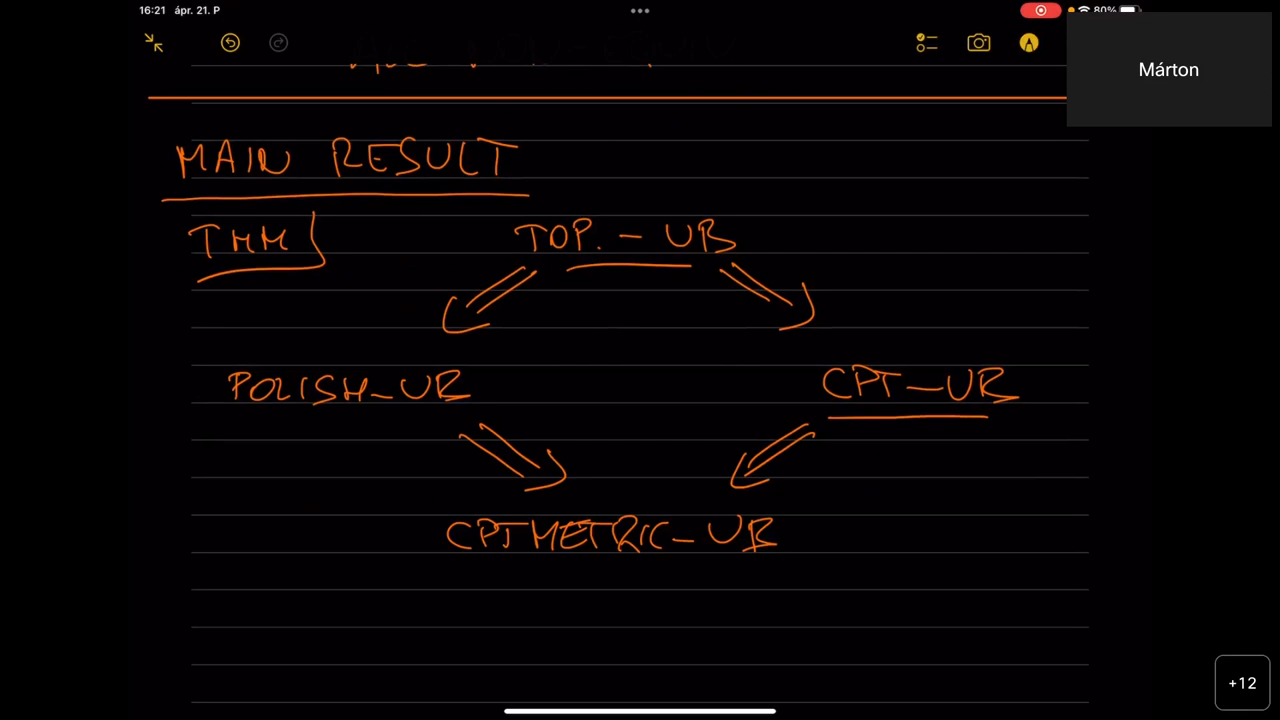 16:21 ápr. 21. P
80%
Márton
MAIN RESULT
THM
TOP. - UB
POLISH-UB
CPT-UB
CPTMETRIC-UB
+12